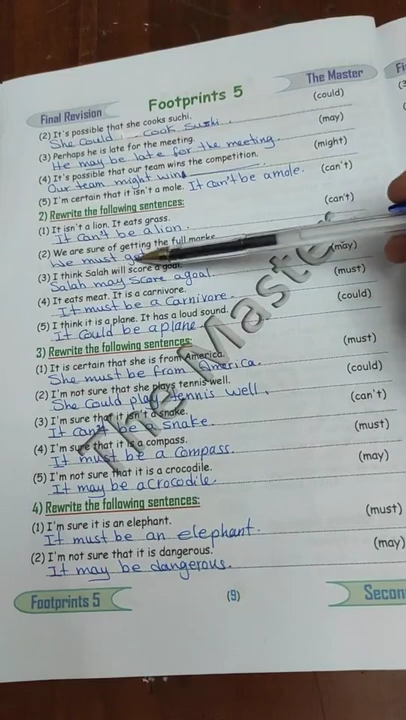 Final Revision
Footprints 5
The Master
(2) It's possible that she cooks suchi. (could)
She could cook Sushi.
(3) Perhaps he is late for the meeting. (may)
He may be late for the meeting.
(4) It's possible that our team wins the competition. (might)
Our team might win
(5) I'm certain that it isn't a mole. It can't be a mole. (can't)
2) Rewrite the following sentences:
(1) It isn't a lion. It eats grass. (can't)
It can't be a lion.
(2) We are sure of getting the full marks.
We must
(3) I think Salah will score a goal. (may)
Salah may score a goal.
(4) It eats meat. It is a carnivore. (must)
It must be a Carnivore.
(5) I think it is a plane. It has a loud sound. (could)
It could be a plane
3) Rewrite the following sentences:
(1) It is certain that she is from America. (must)
She must be from America.
(2) I'm not sure that she plays tennis well. (could)
She Could play tennis well.
(3) I'm sure that it isn't a snake. (can't)
It can't be a Snake.
(4) I'm sure that it is a compass. (must)
It must be a compass.
(5) I'm not sure that it is a crocodile. (may)
It may be a crocodile.
4) Rewrite the following sentences:
(1) I'm sure it is an elephant. (must)
It must be an elephant.
(2) I'm not sure that it is dangerous. (may)
It may be dangerous.
Footprints 5
(9)
Secon
The Master